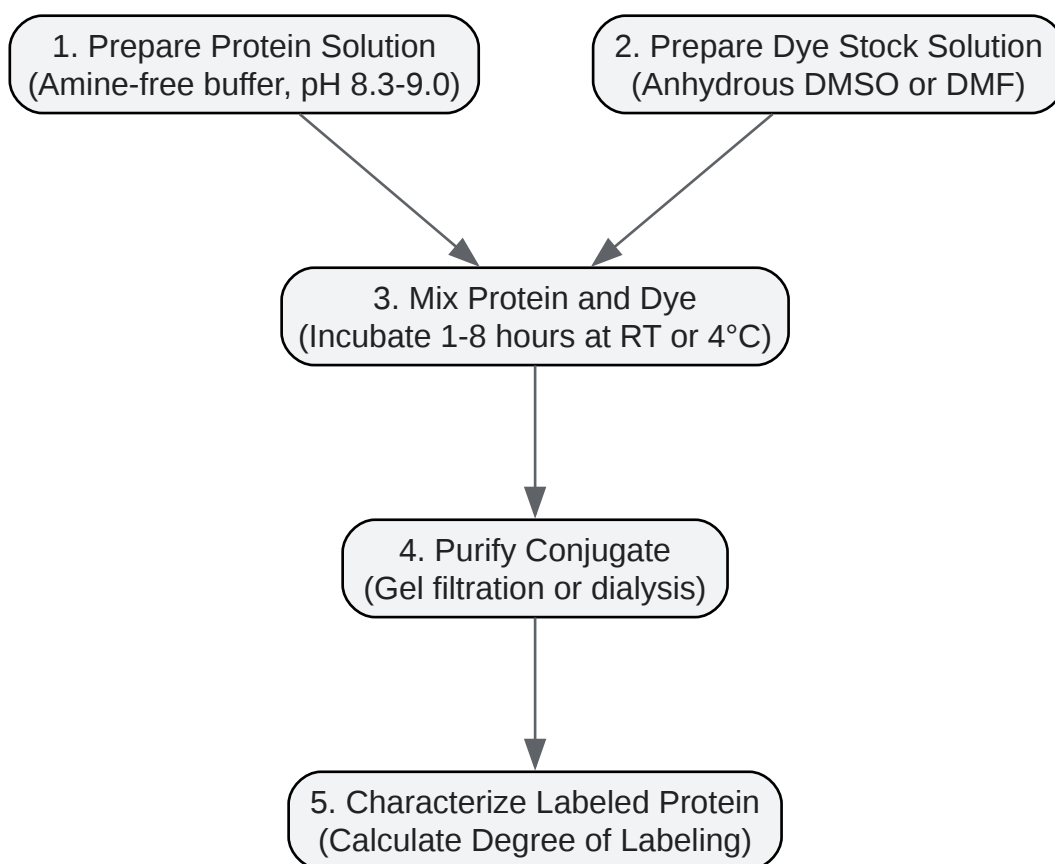 1. Prepare Protein Solution
(Amine-free buffer, pH 8.3-9.0)
2. Prepare Dye Stock Solution
(Anhydrous DMSO or DMF)
3. Mix Protein and Dye
(Incubate 1-8 hours at RT or 4°C)
4. Purify Conjugate
(Gel filtration or dialysis)
5. Characterize Labeled Protein
(Calculate Degree of Labeling)